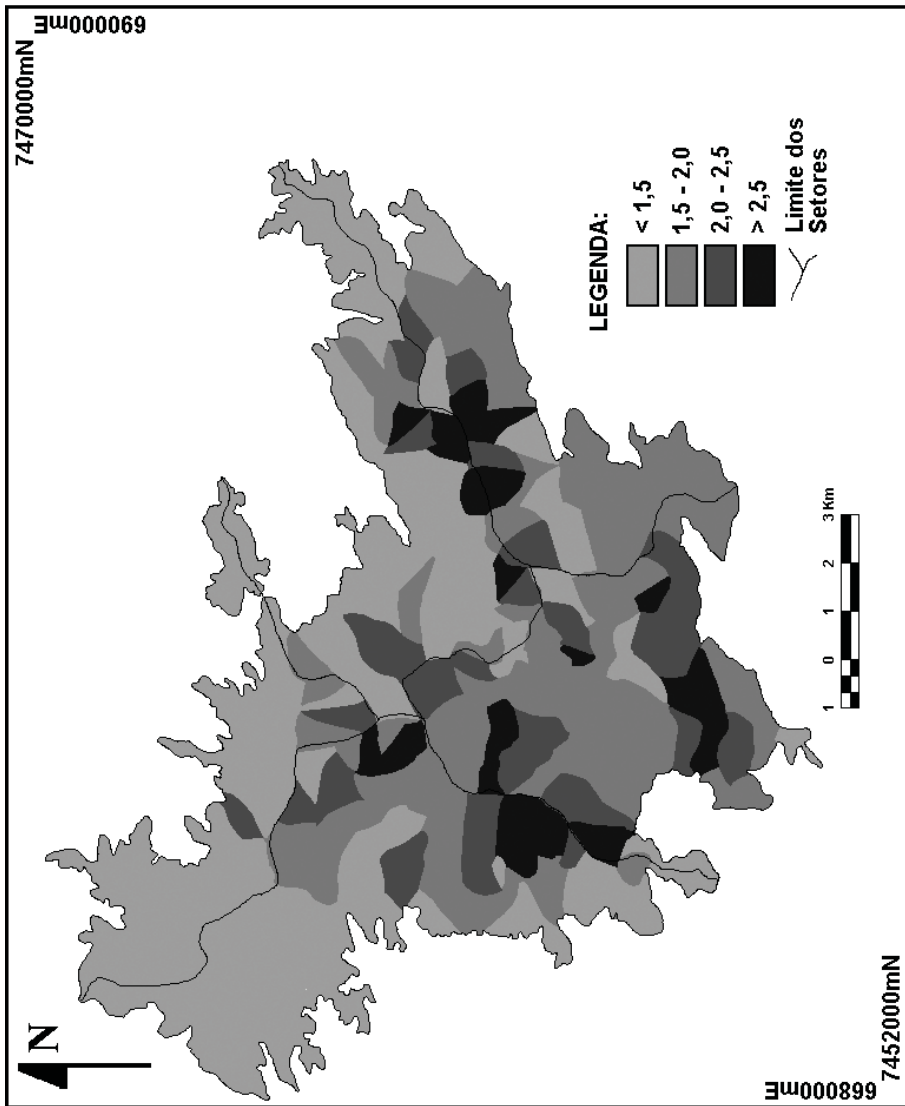 7470000mN
690000mE
N
LEGENDA:
< 1,5
1,5 - 2,0
2,0 - 2,5
> 2,5
Limite dos
Setores
1 0 1 2 3 Km
668000mE
7452000mN